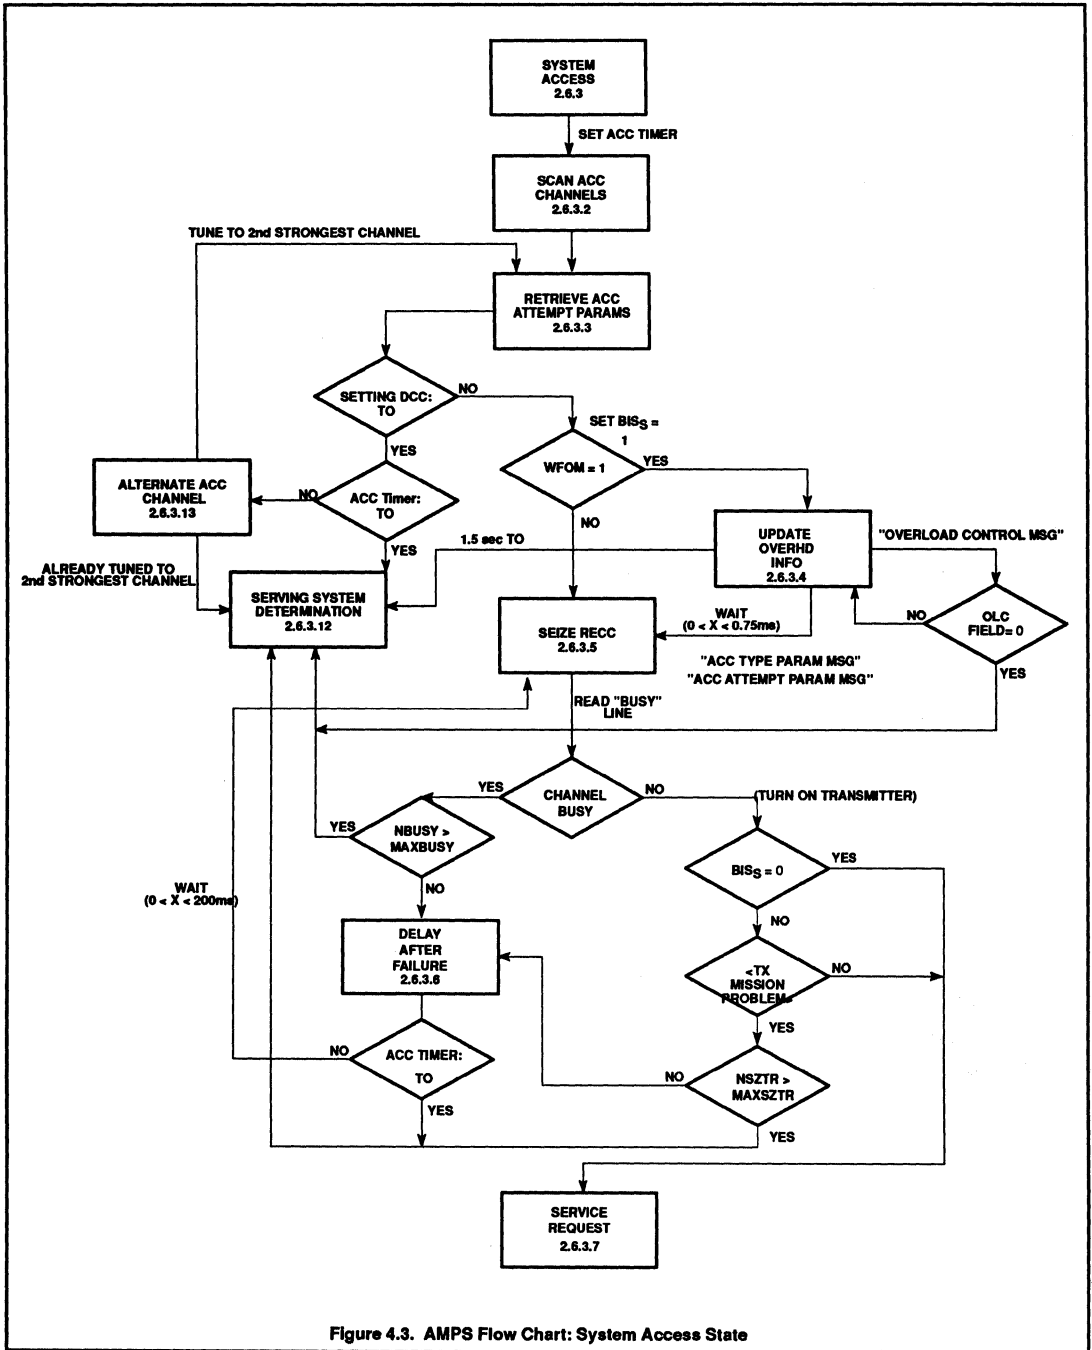 SYSTEM
ACCESS
2.6.3
SET ACC TIMER
SCAN ACC
CHANNELS
2.6.3.2
TUNE TO 2nd STRONGEST CHANNEL
RETRIEVE ACC
ATTEMPT PARAMS
2.6.3.3
SETTING DCC:
TO
NO
YES
SET BISS =
1
WFOM = 1
YES
NO
ALTERNATE ACC
CHANNEL
2.6.3.13
NO
ACC Timer:
TO
YES
1.5 sec TO
UPDATE
OVERHD
INFO
2.6.3.4
"OVERLOAD CONTROL MSG"
ALREADY TUNED TO
2nd STRONGEST CHANNEL
SERVING SYSTEM
DETERMINATION
2.6.3.12
SEIZE RECC
2.6.3.5
WAIT
(0 < X < 0.75ms)
NO
OLC
FIELD= 0
YES
"ACC TYPE PARAM MSG"
"ACC ATTEMPT PARAM MSG"
READ "BUSY"
LINE
YES
CHANNEL
BUSY
NO
(TURN ON TRANSMITTER)
YES
NBUSY >
MAXBUSY
NO
BISS = 0
YES
NO
WAIT
(0 < X < 200ms)
DELAY
AFTER
FAILURE
2.6.3.6
<TX
MISSION
PROBLEM>
NO
YES
NO
ACC TIMER:
TO
YES
NO
NSZTR >
MAXSZTR
YES
SERVICE
REQUEST
2.6.3.7
Figure 4.3. AMPS Flow Chart: System Access State